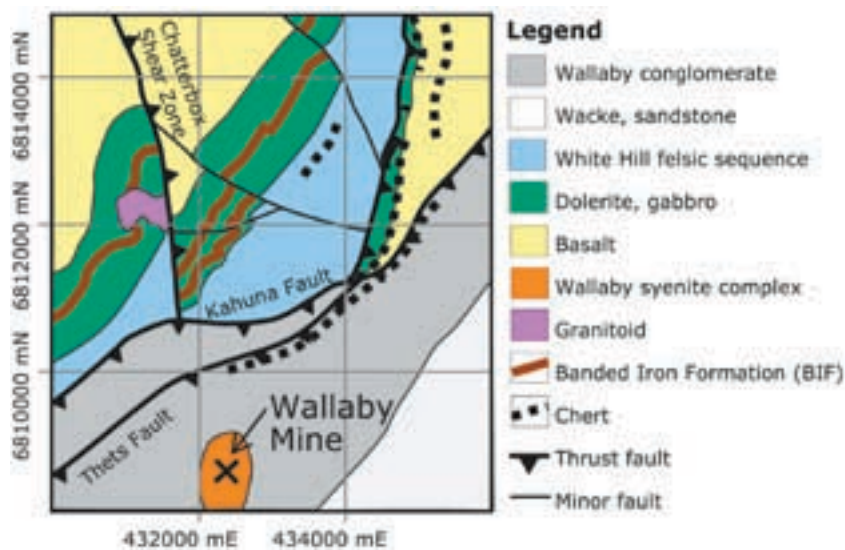 Chatterbox
Shear Zone
6814000 mN
6812000 mN
6810000 mN
Kahuna Fault
Thets Fault
Wallaby
Mine
432000 mE
434000 mE
Legend
Wallaby conglomerate
Wacke, sandstone
White Hill felsic sequence
Dolerite, gabbro
Basalt
Wallaby syenite complex
Granitoid
Banded Iron Formation (BIF)
Chert
Thrust fault
Minor fault